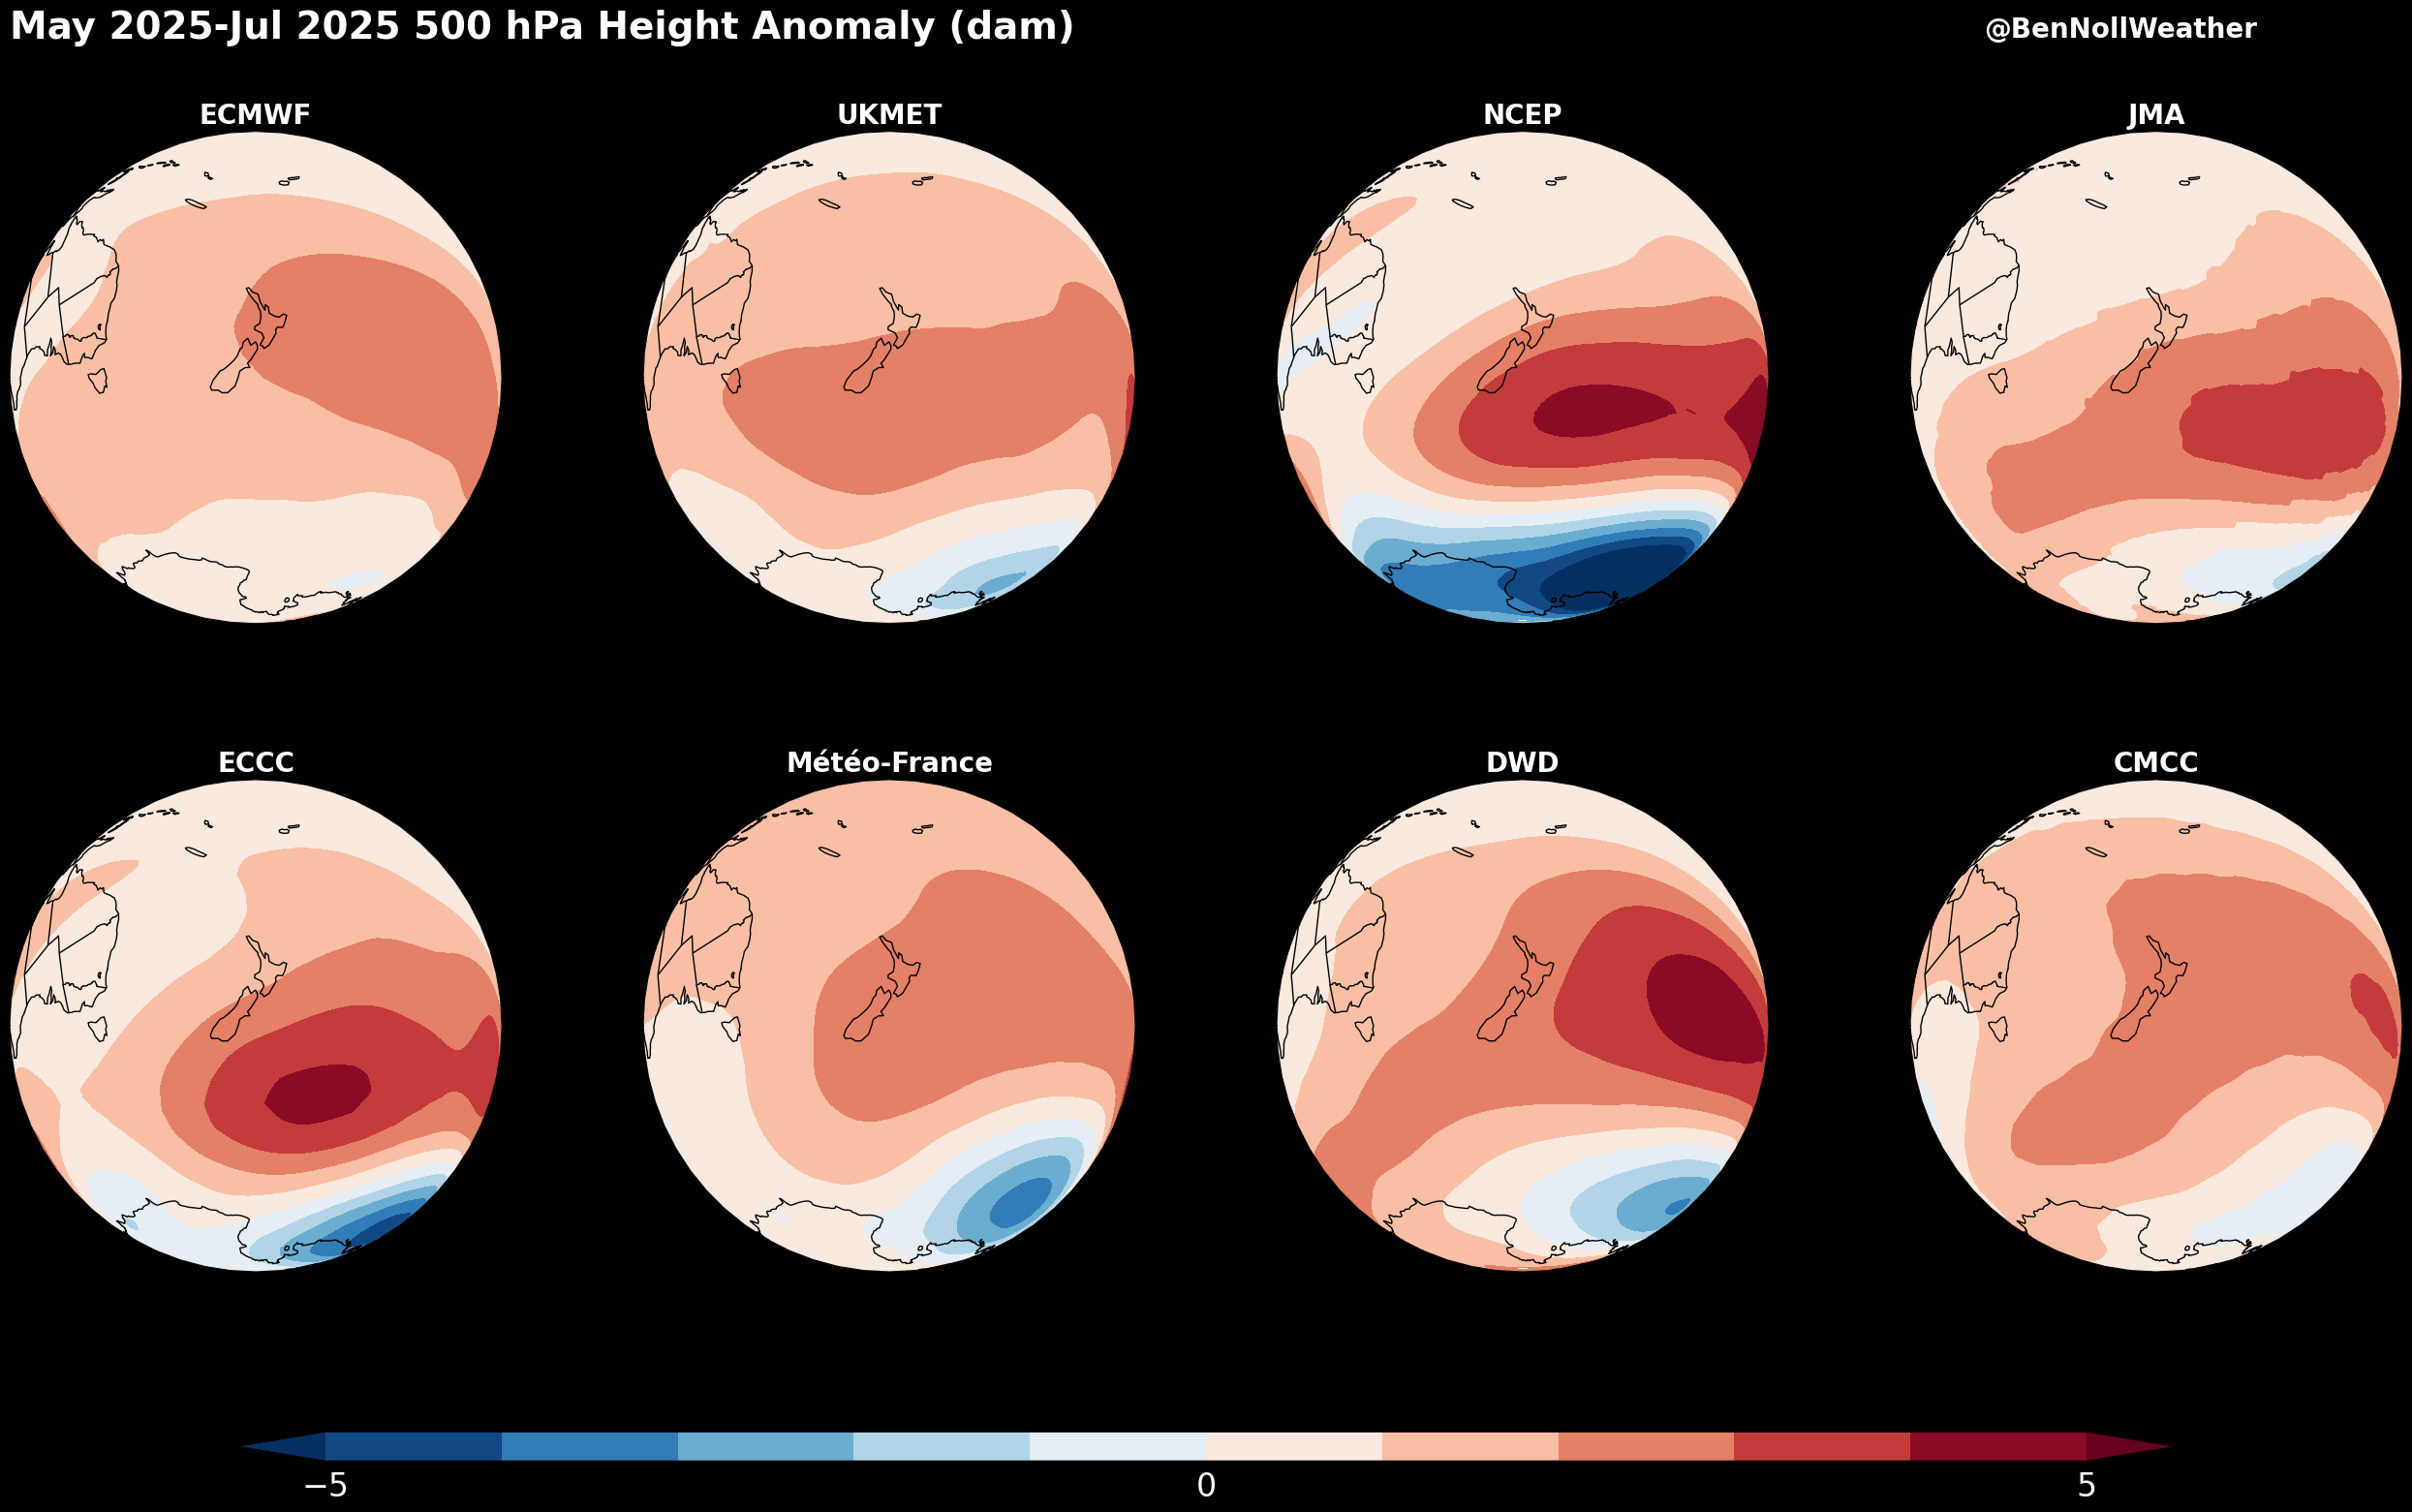 May 2025-Jul 2025 500 hPa Height Anomaly (dam)
@BenNollWeather
ECMWF
UKMET
NCEP
JMA
ECCC
Météo-France
DWD
CMCC
−5
0
5